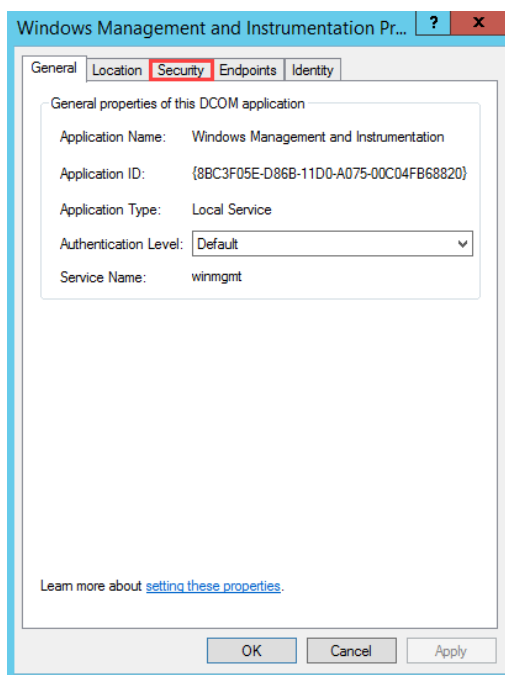 Windows Management and Instrumentation Pr... ? x
General Location Security Endpoints Identity
General properties of this DCOM application
Application Name: Windows Management and Instrumentation
Application ID: {8BC3F05E-D86B-11D0-A075-00C04FB68820}
Application Type: Local Service
Authentication Level: Default
Service Name: winmgmt
Learn more about setting these properties.
OK Cancel Apply